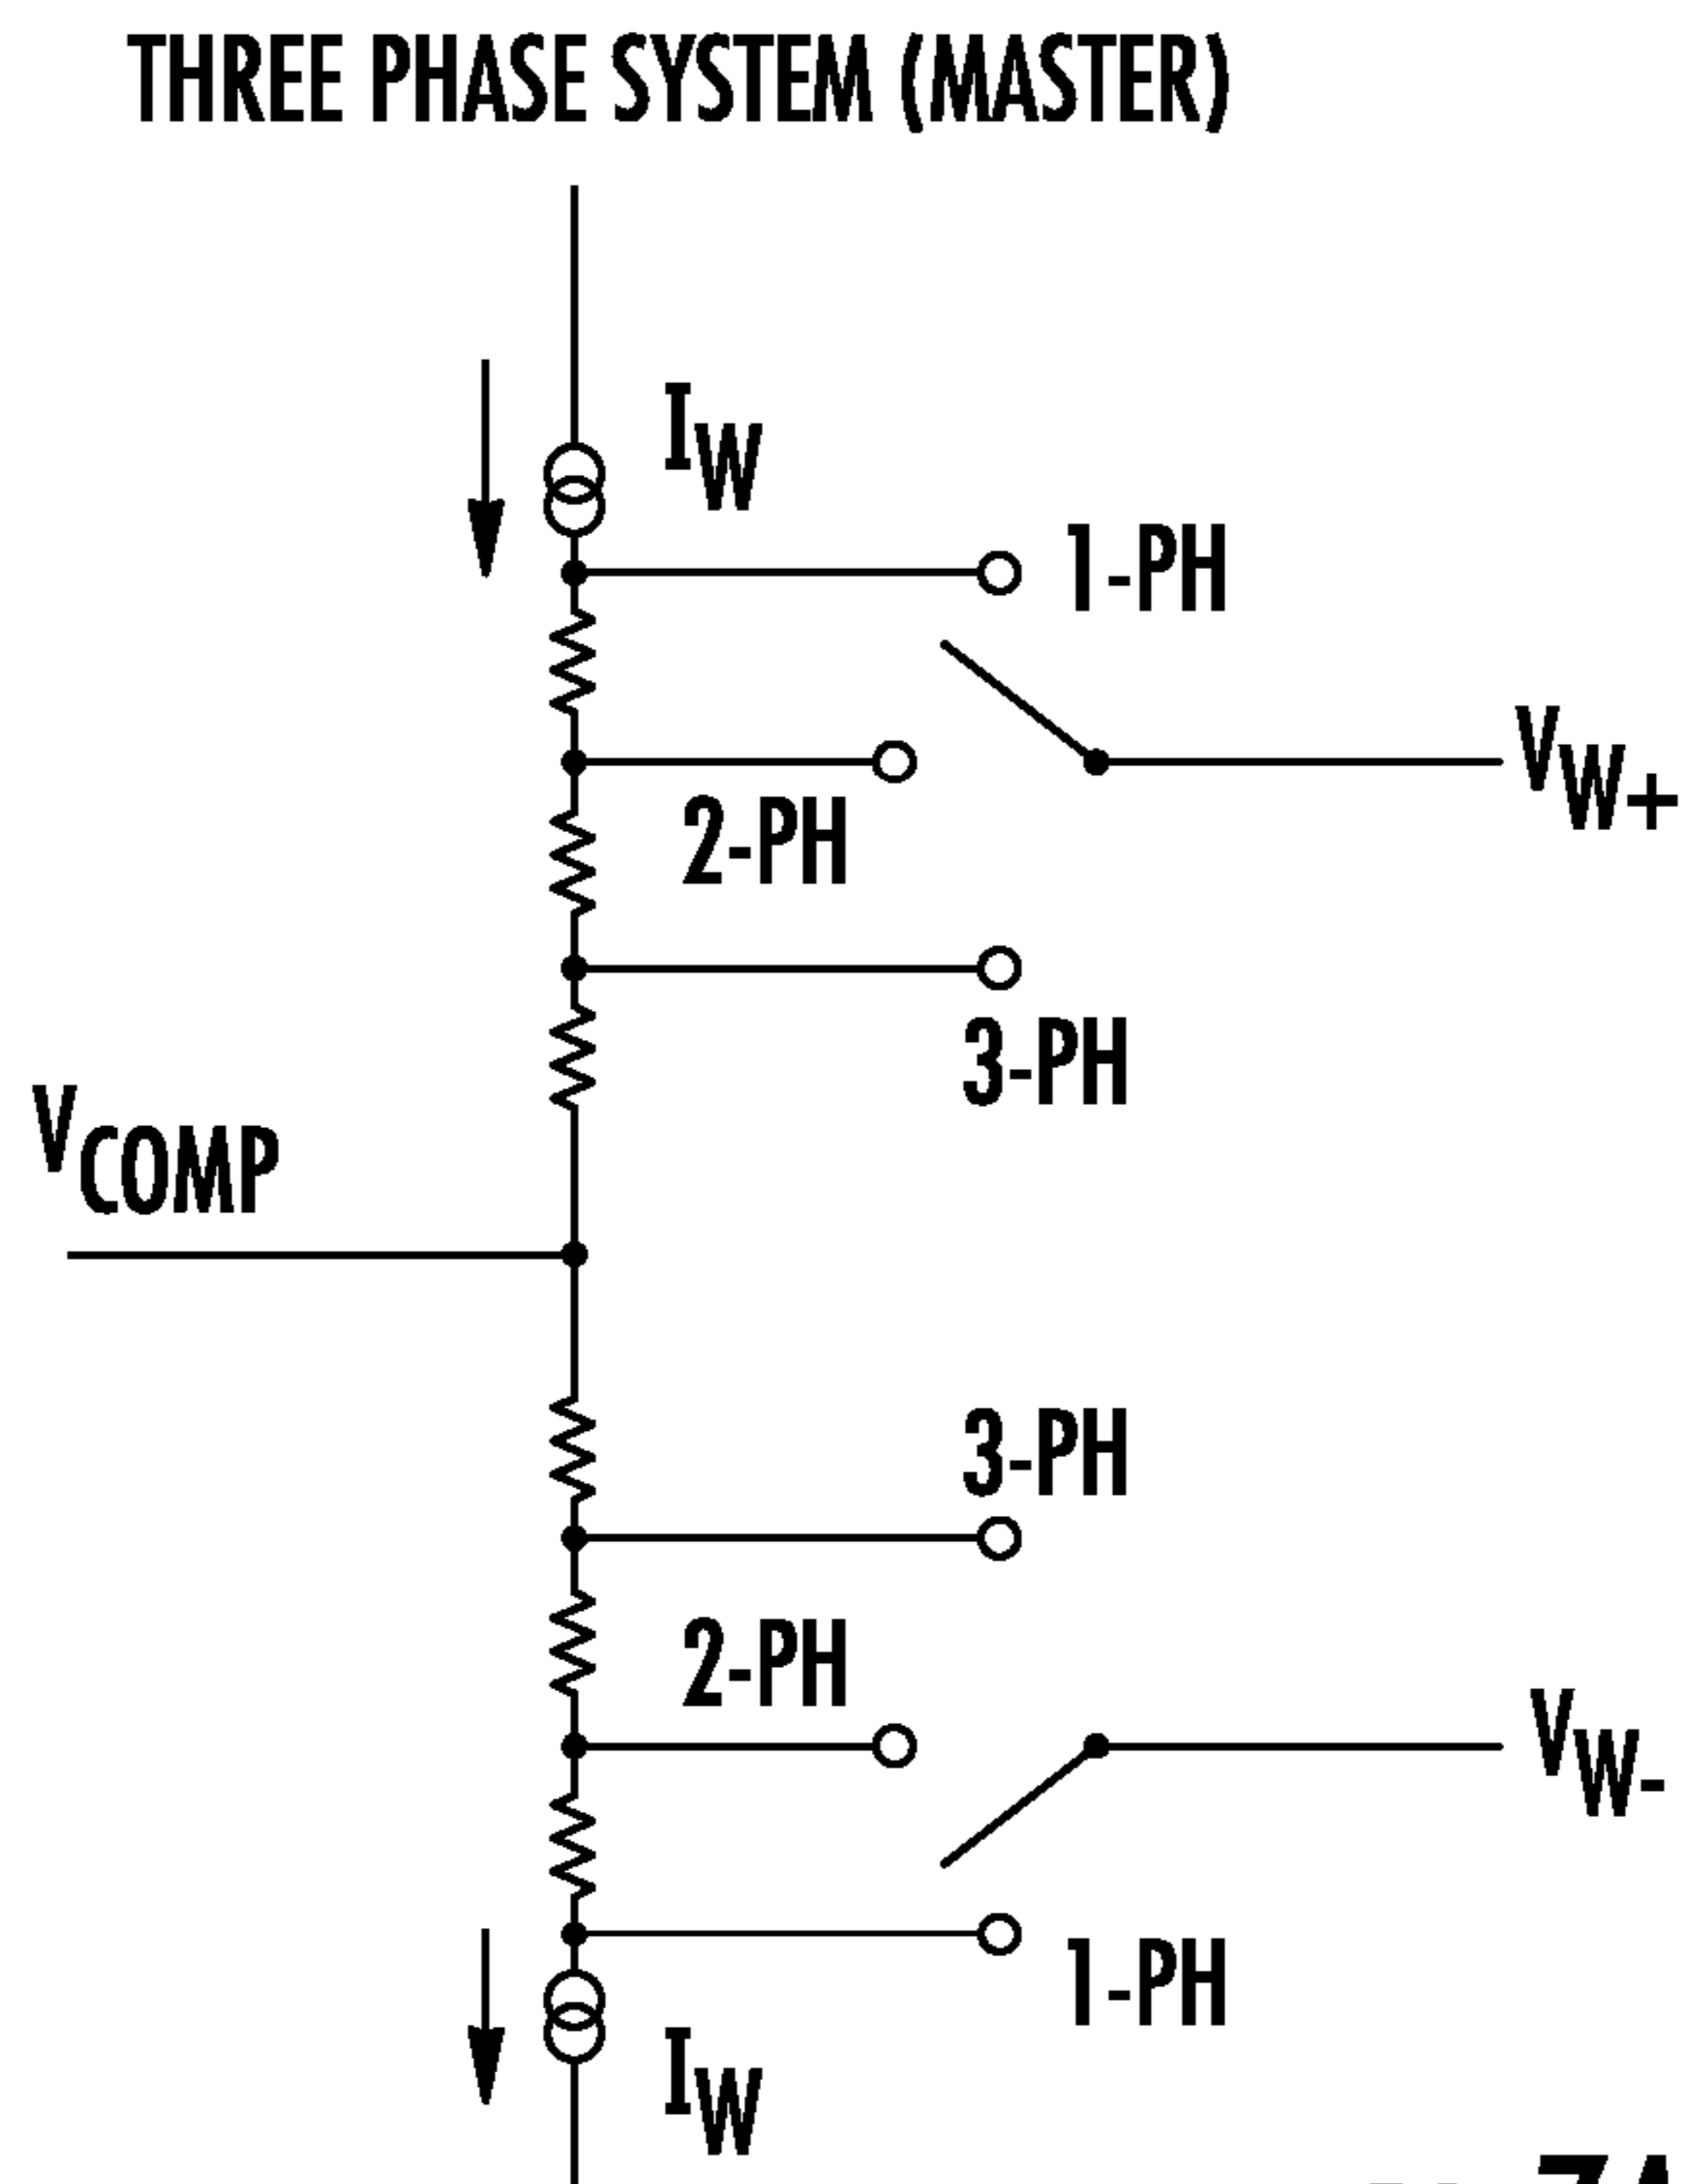 THREE PHASE SYSTEM (MASTER)
IW
1-PH
VW+
2-PH
3-PH
VCOMP
3-PH
2-PH
VW-
1-PH
IW